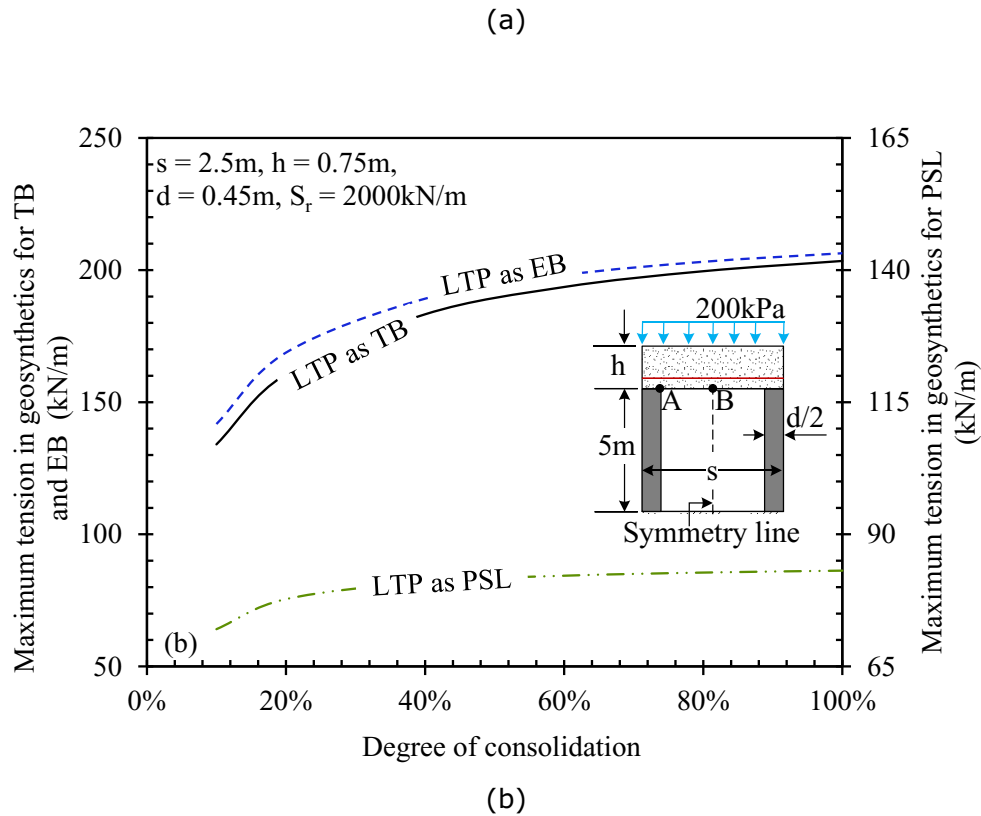 (a)
250
200
150
100
50
165
140
115
90
65
Maximum tension in geosynthetics for TB
and EB (kN/m)
Maximum tension in geosynthetics for PSL
(kN/m)
s = 2.5m, h = 0.75m,
d = 0.45m, Sr = 2000kN/m
LTP as EB
LTP as TB
LTP as PSL
200kPa
h
A
B
d/2
5m
s
Symmetry line
(b)
0%
20%
40%
60%
80%
100%
Degree of consolidation
(b)